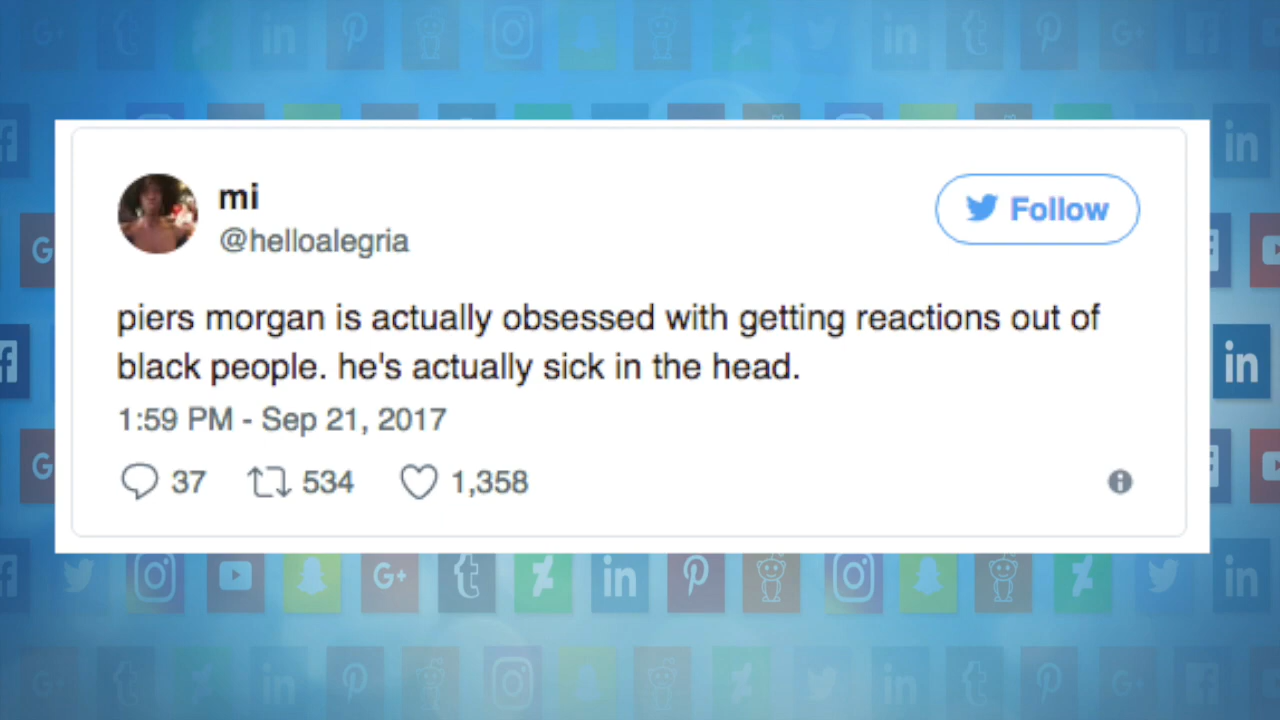 mi
@helloalegria
Follow
piers morgan is actually obsessed with getting reactions out of
black people. he's actually sick in the head.
1:59 PM - Sep 21, 2017
37 534 1,358